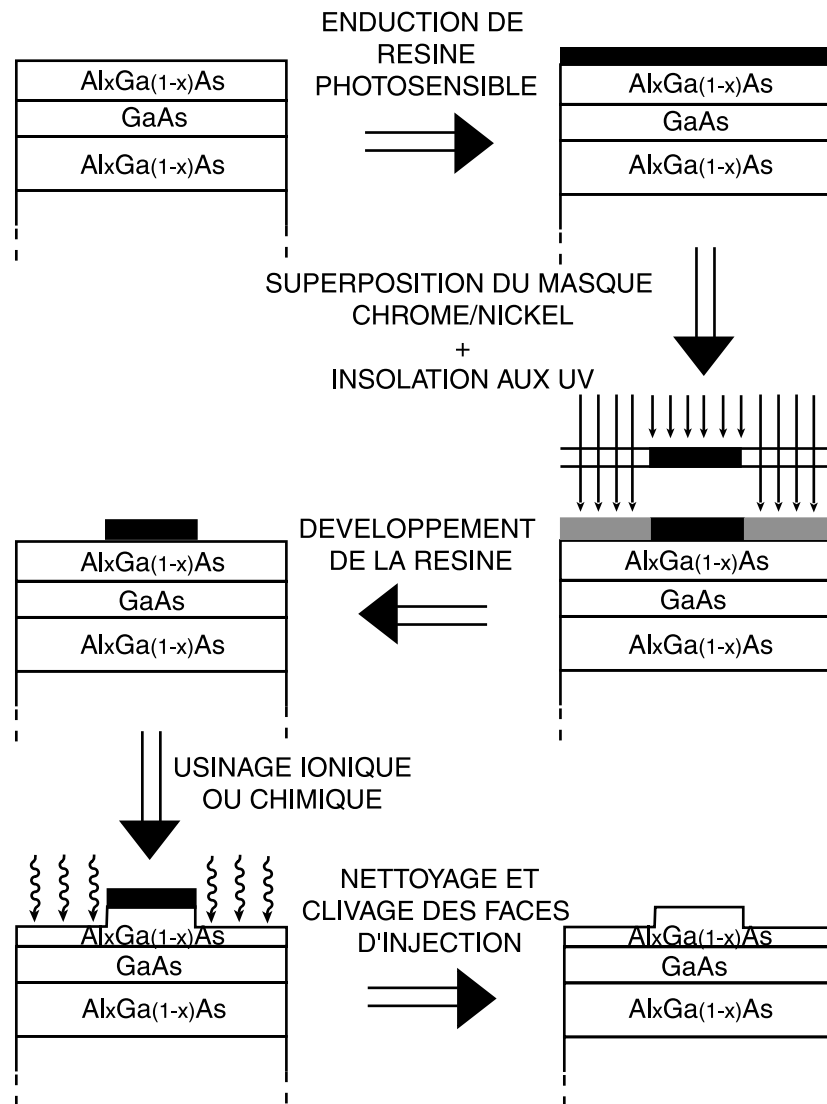 ENDUCTION DE
RESINE
PHOTOSENSIBLE
AlxGa(1-x)As
GaAs
AlxGa(1-x)As
AlxGa(1-x)As
GaAs
AlxGa(1-x)As
SUPERPOSITION DU MASQUE
CHROME/NICKEL
+
INSOLATION AUX UV
AlxGa(1-x)As
GaAs
AlxGa(1-x)As
DEVELOPPEMENT
DE LA RESINE
AlxGa(1-x)As
GaAs
AlxGa(1-x)As
USINAGE IONIQUE
OU CHIMIQUE
AlxGa(1-x)As
GaAs
AlxGa(1-x)As
NETTOYAGE ET
CLIVAGE DES FACES
D'INJECTION
AlxGa(1-x)As
GaAs
AlxGa(1-x)As